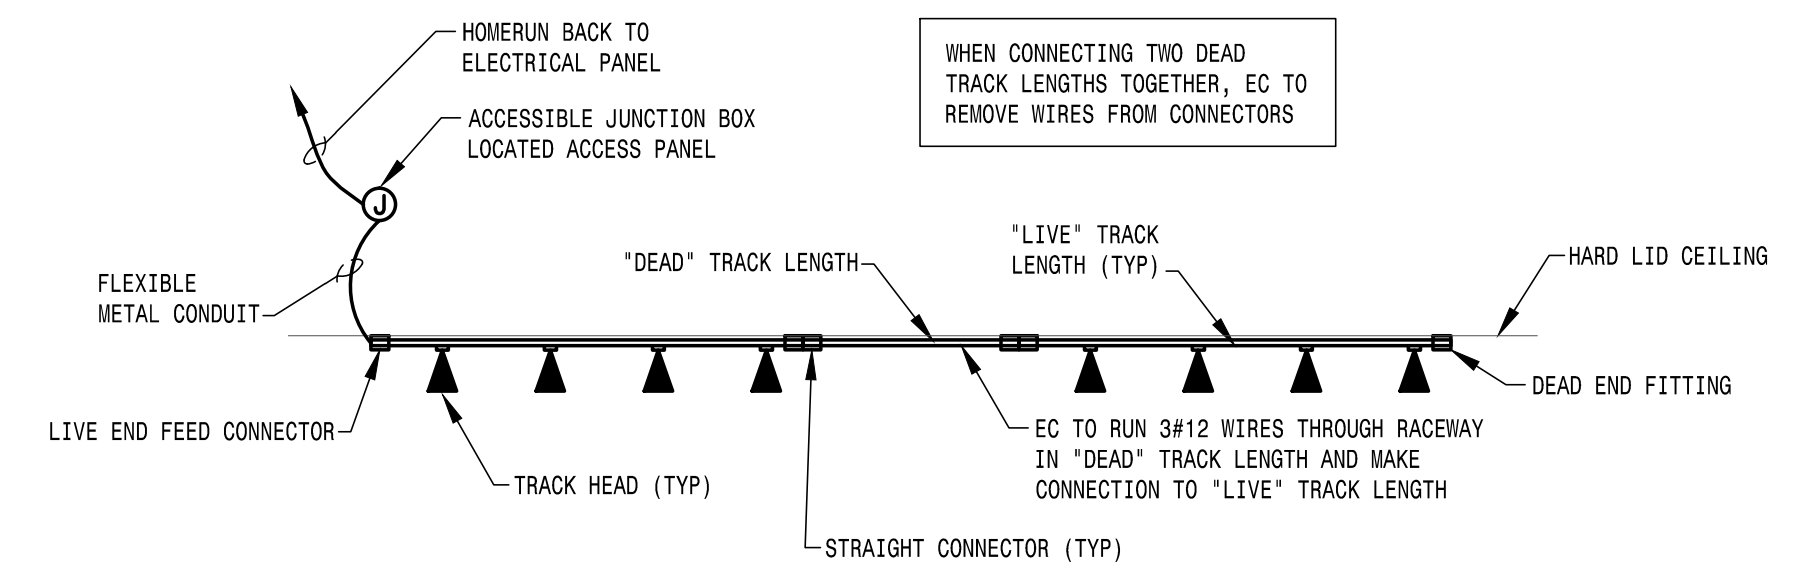 HOMERUN BACK TO
ELECTRICAL PANEL
WHEN CONNECTING TWO DEAD
TRACK LENGTHS TOGETHER, EC TO
REMOVE WIRES FROM CONNECTORS
ACCESSIBLE JUNCTION BOX
LOCATED ACCESS PANEL
J
"DEAD" TRACK LENGTH
"LIVE" TRACK
LENGTH (TYP)
HARD LID CEILING
FLEXIBLE
METAL CONDUIT
DEAD END FITTING
LIVE END FEED CONNECTOR
EC TO RUN 3#12 WIRES THROUGH RACEWAY
IN "DEAD" TRACK LENGTH AND MAKE
CONNECTION TO "LIVE" TRACK LENGTH
TRACK HEAD (TYP)
STRAIGHT CONNECTOR (TYP)